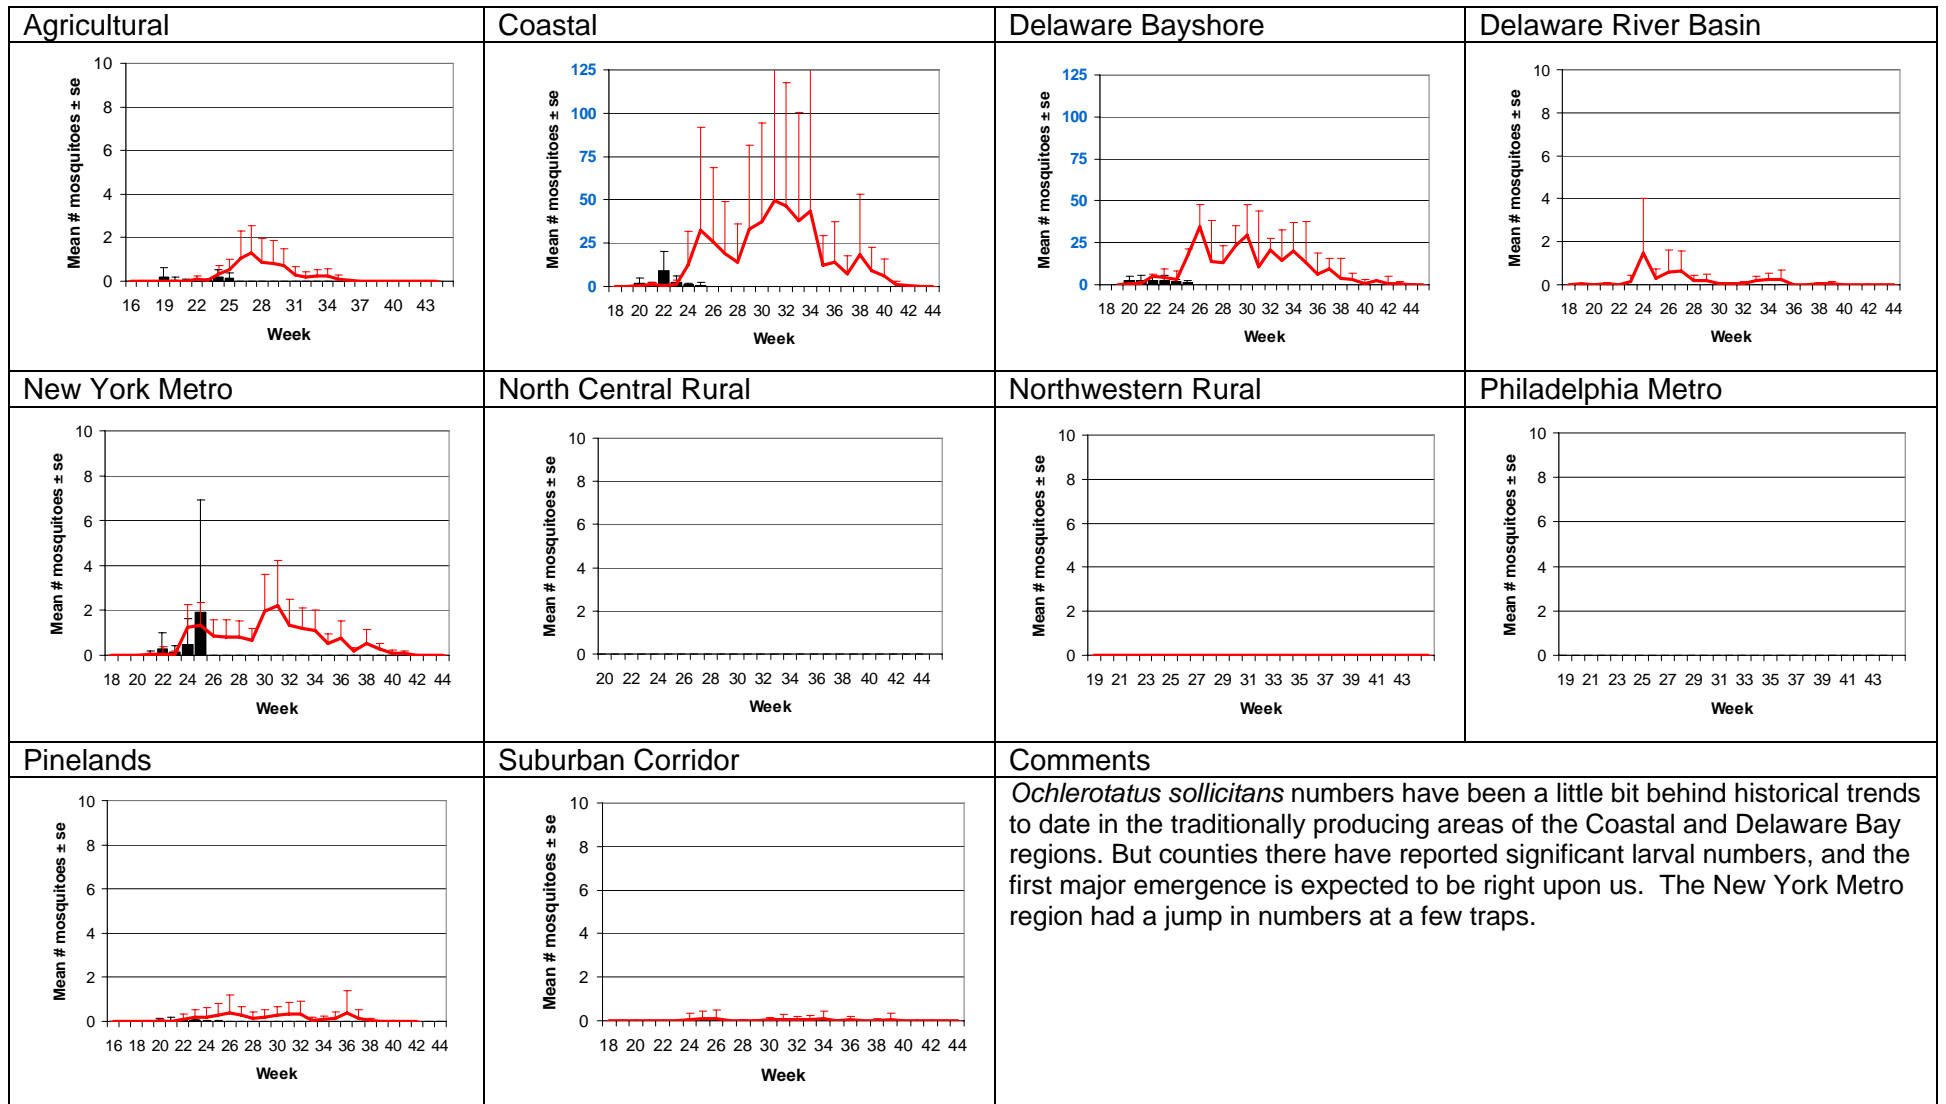 Agricultural
Mean # mosquitoes ± se
10
8
6
4
2
0
16 19 22 25 28 31 34 37 40 43
Week
Coastal
Mean # mosquitoes ± se
125
100
75
50
25
0
18 20 22 24 26 28 30 32 34 36 38 40 42 44
Week
Delaware Bayshore
Mean # mosquitoes ± se
125
100
75
50
25
0
18 20 22 24 26 28 30 32 34 36 38 40 42 44
Week
Delaware River Basin
Mean # mosquitoes ± se
10
8
6
4
2
0
18 20 22 24 26 28 30 32 34 36 38 40 42 44
Week
New York Metro
Mean # mosquitoes ± se
10
8
6
4
2
0
18 20 22 24 26 28 30 32 34 36 38 40 42 44
Week
North Central Rural
Mean # mosquitoes ± se
10
8
6
4
2
0
20 22 24 26 28 30 32 34 36 38 40 42 44
Week
Northwestern Rural
Mean # mosquitoes ± se
10
8
6
4
2
0
19 21 23 25 27 29 31 33 35 37 39 41 43
Week
Philadelphia Metro
Mean # mosquitoes ± se
10
8
6
4
2
0
19 21 23 25 27 29 31 33 35 37 39 41 43
Week
Pinelands
Mean # mosquitoes ± se
10
8
6
4
2
0
16 18 20 22 24 26 28 30 32 34 36 38 40 42 44
Week
Suburban Corridor
Mean # mosquitoes ± se
10
8
6
4
2
0
18 20 22 24 26 28 30 32 34 36 38 40 42 44
Week
Comments
Ochlerotatus sollicitans numbers have been a little bit behind historical trends
to date in the traditionally producing areas of the Coastal and Delaware Bay
regions. But counties there have reported significant larval numbers, and the
first major emergence is expected to be right upon us.  The New York Metro
region had a jump in numbers at a few traps.